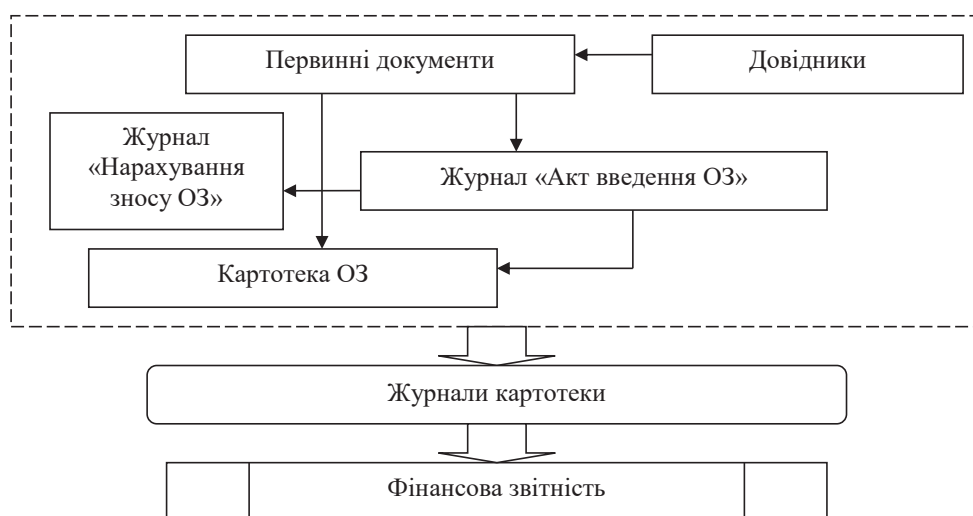 Первинні документи
Довідники
Журнал
«Нарахування
зносу ОЗ»
Журнал «Акт введення ОЗ»
Картотека ОЗ
Журнали картотеки
Фінансова звітність